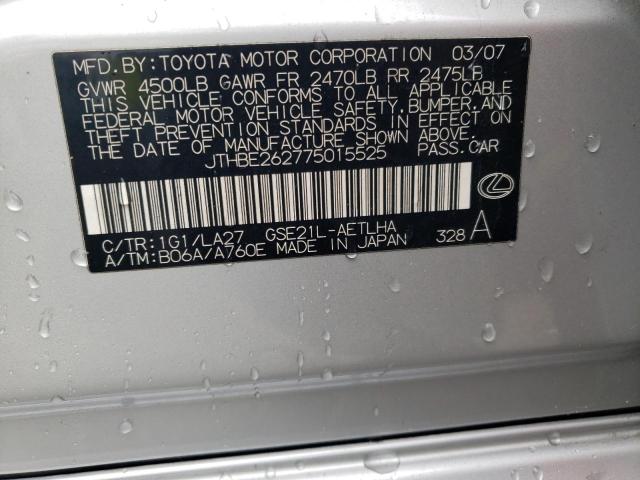 MFD. BY: TOYOTA MOTOR CORPORATION 03/07
GVWR 4500LB GAWR FR 2470LB RR 2475LB
THIS VEHICLE CONFORMS TO ALL APPLICABLE
FEDERAL MOTOR VEHICLE SAFETY, BUMPER, AND
THEFT PREVENTION STANDARDS IN EFFECT ON
THE DATE OF MANUFACTURE SHOWN ABOVE.
JTHBE262775015525 PASS. CAR
C/TR: 1G1/LA27 GSE21L-AETLHA
A/TM: B06A/A760E MADE IN JAPAN 328 A